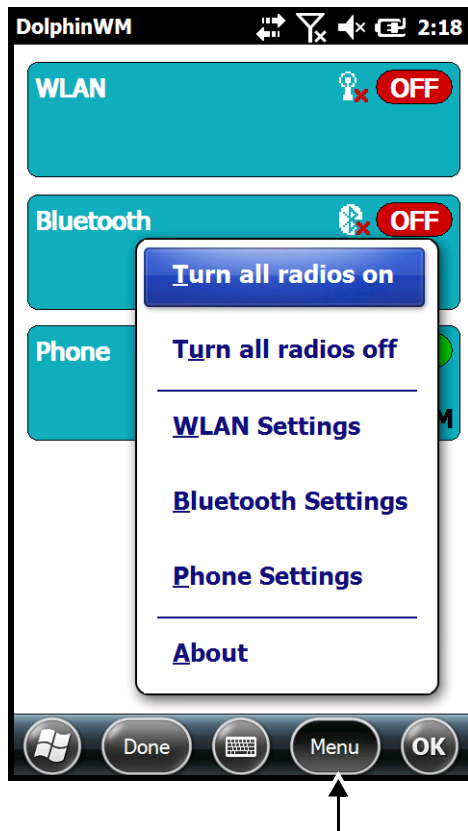 DolphinWM 2:18
WLAN OFF
Bluetooth OFF
Turn all radios on
Turn all radios off
Phone
M
WLAN Settings
Bluetooth Settings
Phone Settings
About
Done Menu OK